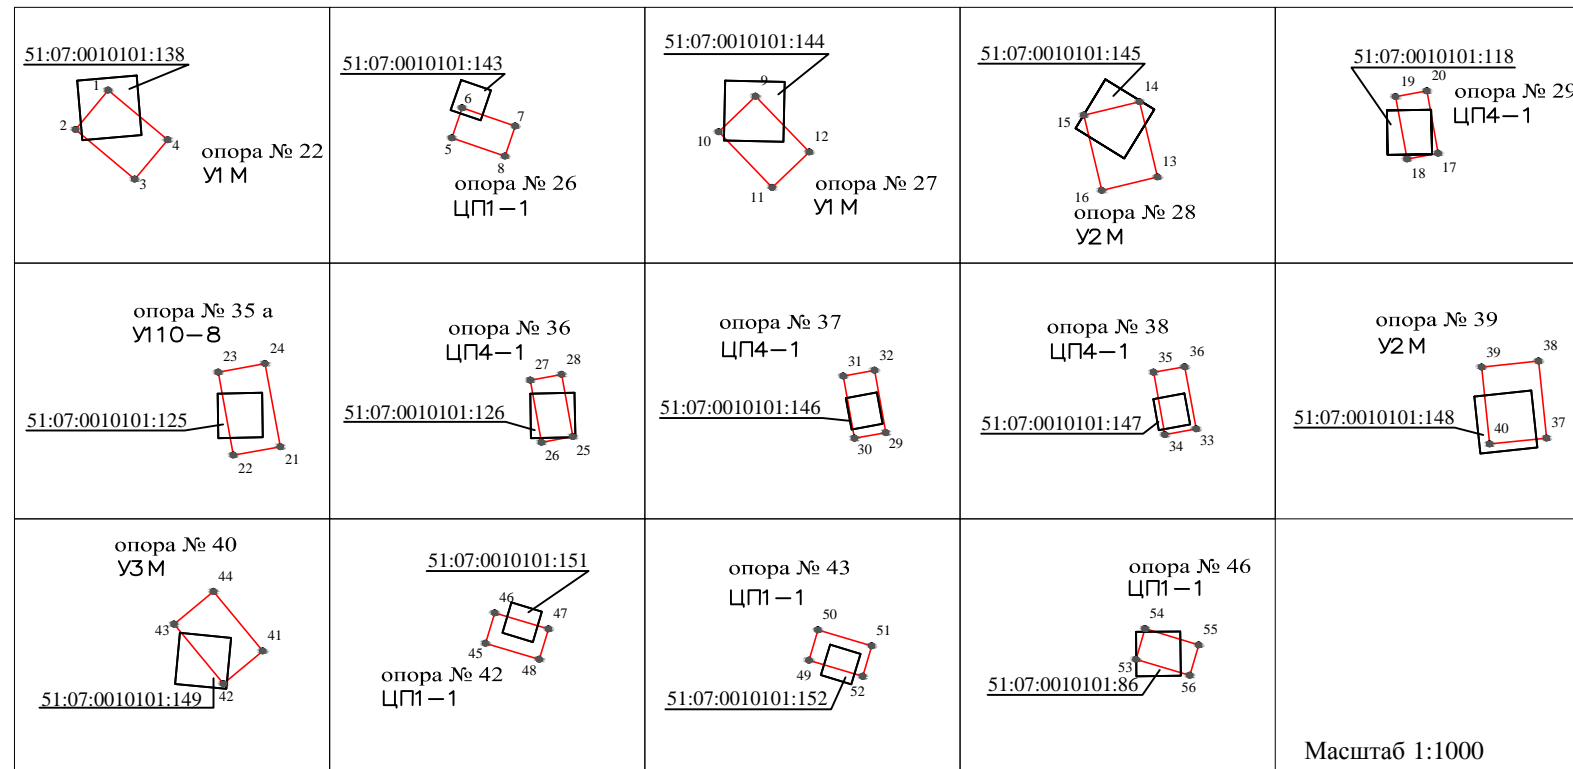 51:07:0010101:138
1
2
4
3
опора № 22
У1 М
51:07:0010101:143
6
7
5
8
опора № 26
ЦП1-1
51:07:0010101:144
9
10
12
11
опора № 27
У1 М
51:07:0010101:145
14
15
13
16
опора № 28
У2 М
51:07:0010101:118
19
20
опора № 29
ЦП4-1
17
18
опора № 35 а
У110-8
23
24
51:07:0010101:125
22
21
опора № 36
ЦП4-1
27
28
51:07:0010101:126
26
25
опора № 37
ЦП4-1
31
32
51:07:0010101:146
30
29
опора № 38
ЦП4-1
35
36
51:07:0010101:147
34
33
опора № 39
У2 М
39
38
51:07:0010101:148
40
37
опора № 40
У3 М
44
43
41
42
51:07:0010101:149
51:07:0010101:151
46
47
45
48
опора № 42
ЦП1-1
опора № 43
ЦП1-1
50
51
49
52
51:07:0010101:152
опора № 46
ЦП1-1
54
55
53
56
51:07:0010101:86
Масштаб 1:1000